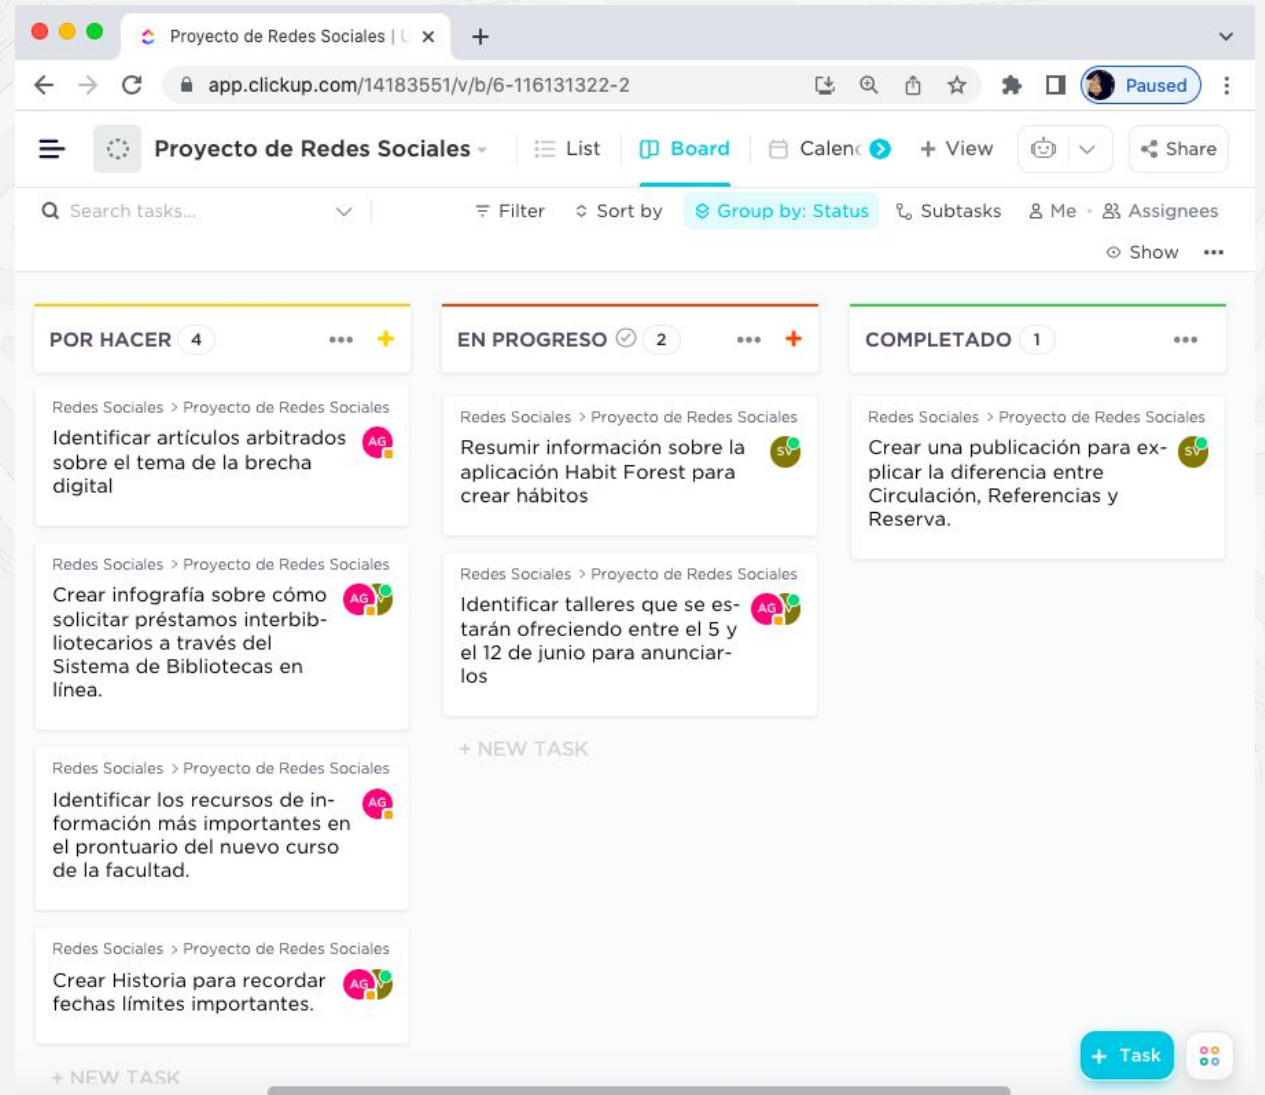 Proyecto de Redes Sociales |
app.clickup.com/14183551/v/b/6-116131322-2
Paused
Proyecto de Redes Sociales
List
Board
Calenc
+ View
Share
Search tasks...
Filter
Sort by
Group by: Status
Subtasks
Me
Assignees
Show
POR HACER 4
Redes Sociales > Proyecto de Redes Sociales
Identificar artículos arbitrados
sobre el tema de la brecha
digital
AG
Redes Sociales > Proyecto de Redes Sociales
Crear infografía sobre cómo
solicitar préstamos interbib-
liotecarios a través del
Sistema de Bibliotecas en
línea.
AG
Redes Sociales > Proyecto de Redes Sociales
Identificar los recursos de in-
formación más importantes en
el prontuario del nuevo curso
de la facultad.
AG
Redes Sociales > Proyecto de Redes Sociales
Crear Historia para recordar
fechas límites importantes.
AG
+ NEW TASK
EN PROGRESO 2
Redes Sociales > Proyecto de Redes Sociales
Resumir información sobre la
aplicación Habit Forest para
crear hábitos
SV
Redes Sociales > Proyecto de Redes Sociales
Identificar talleres que se es-
tarán ofreciendo entre el 5 y
el 12 de junio para anunciar-
los
AG
+ NEW TASK
COMPLETADO 1
Redes Sociales > Proyecto de Redes Sociales
Crear una publicación para ex-
plicar la diferencia entre
Circulación, Referencias y
Reserva.
SV
+ Task